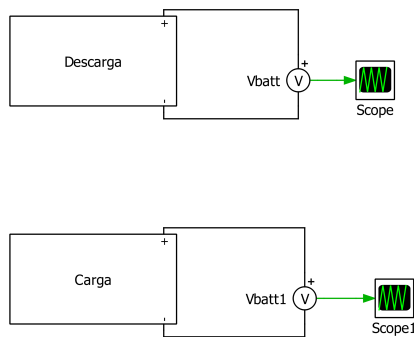 +
Descarga
-
Vbatt
+
V
Scope
+
Carga
-
Vbatt1
+
V
Scope1